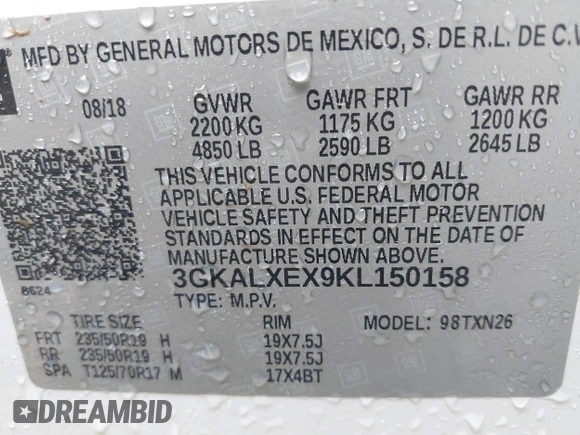 MFD BY GENERAL MOTORS DE MEXICO, S. DE R.L. DE C.V
08/18 GVWR GAWR FRT GAWR RR
2200 KG 1175 KG 1200 KG
4850 LB 2590 LB 2645 LB
THIS VEHICLE CONFORMS TO ALL
APPLICABLE U.S. FEDERAL MOTOR
VEHICLE SAFETY AND THEFT PREVENTION
STANDARDS IN EFFECT ON THE DATE OF
MANUFACTURE SHOWN ABOVE.
8624 3GKALXEX9KL150158
TYPE: M.P.V.
TIRE SIZE RIM MODEL: 98TXN26
FRT 235/50R19 H 19X7.5J
RR 235/50R19 H 19X7.5J
SPA T125/70R17 M 17X4BT
DREAMBID